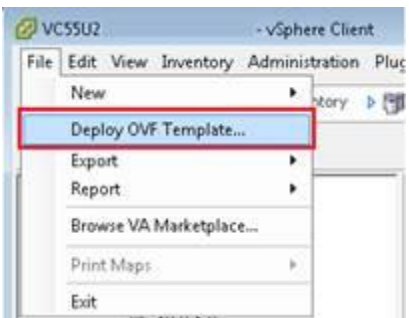 VC55U2 - vSphere Client
File Edit View Inventory Administration Plug
New
Deploy OVF Template...
Export
Report
Browse VA Marketplace...
Print Maps
Exit